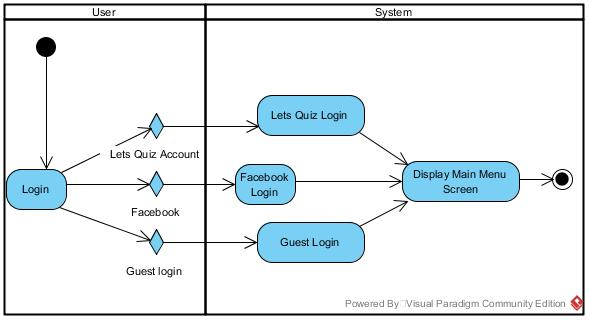 User
System
Lets Quiz Login
Lets Quiz Account
Login
Facebook
Login
Display Main Menu
Screen
Facebook
Guest Login
Guest login
Powered By Visual Paradigm Community Edition